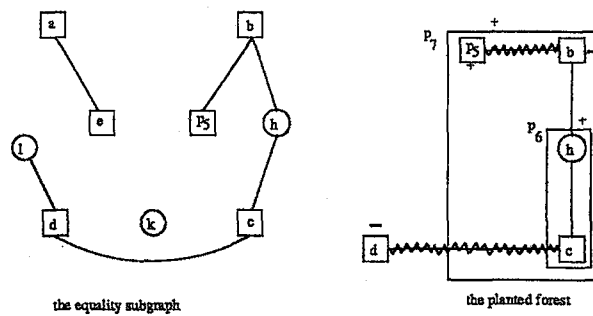 a b
e p5 h
l
d k c
the equality subgraph
p7 +
p5 b -
+
p6 +
h
-
d c
the planted forest